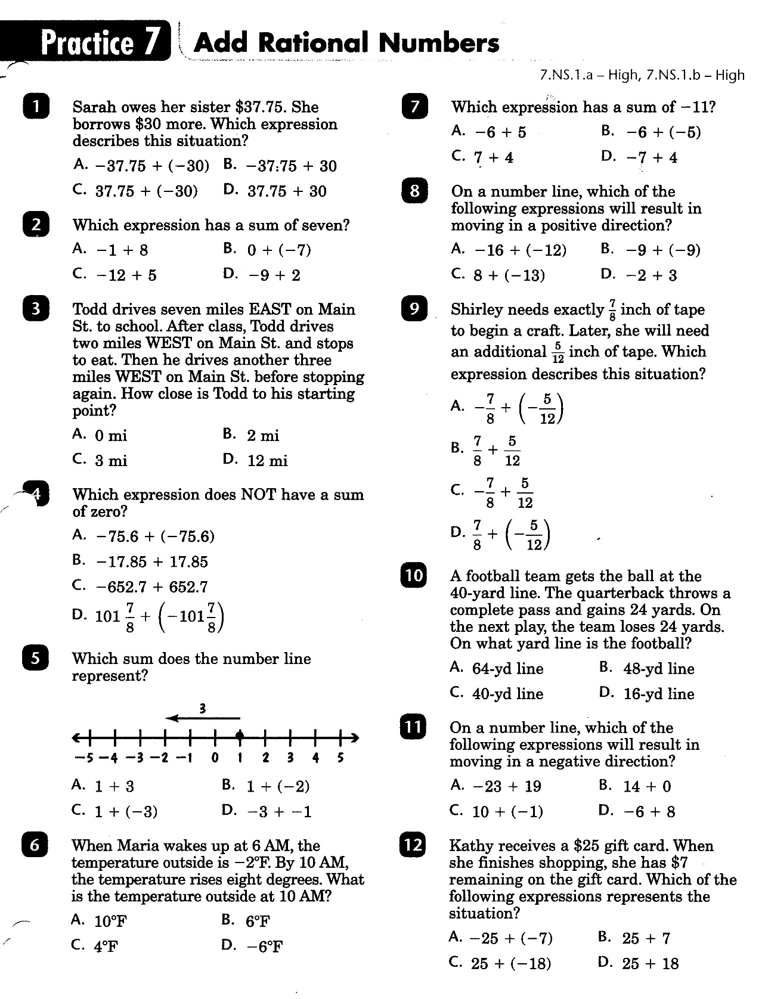 Practice 7 Add Rational Numbers
7.NS.1.a – High, 7.NS.1.b – High
1 Sarah owes her sister $37.75. She
borrows $30 more. Which expression
describes this situation?
A. −37.75 + (−30) B. −37.75 + 30
C. 37.75 + (−30) D. 37.75 + 30
2 Which expression has a sum of seven?
A. −1 + 8 B. 0 + (−7)
C. −12 + 5 D. −9 + 2
3 Todd drives seven miles EAST on Main
St. to school. After class, Todd drives
two miles WEST on Main St. and stops
to eat. Then he drives another three
miles WEST on Main St. before stopping
again. How close is Todd to his starting
point?
A. 0 mi B. 2 mi
C. 3 mi D. 12 mi
4 Which expression does NOT have a sum
of zero?
A. −75.6 + (−75.6)
B. −17.85 + 17.85
C. −652.7 + 652.7
D. 101 7/8 + (−101 7/8)
5 Which sum does the number line
represent?
3
−5 −4 −3 −2 −1 0 1 2 3 4 5
A. 1 + 3 B. 1 + (−2)
C. 1 + (−3) D. −3 + −1
6 When Maria wakes up at 6 AM, the
temperature outside is −2°F. By 10 AM,
the temperature rises eight degrees. What
is the temperature outside at 10 AM?
A. 10°F B. 6°F
C. 4°F D. −6°F
7 Which expression has a sum of −11?
A. −6 + 5 B. −6 + (−5)
C. 7 + 4 D. −7 + 4
8 On a number line, which of the
following expressions will result in
moving in a positive direction?
A. −16 + (−12) B. −9 + (−9)
C. 8 + (−13) D. −2 + 3
9 Shirley needs exactly 7/8 inch of tape
to begin a craft. Later, she will need
an additional 5/12 inch of tape. Which
expression describes this situation?
A. −7/8 + (−5/12)
B. 7/8 + 5/12
C. −7/8 + 5/12
D. 7/8 + (−5/12)
10 A football team gets the ball at the
40-yard line. The quarterback throws a
complete pass and gains 24 yards. On
the next play, the team loses 24 yards.
On what yard line is the football?
A. 64-yd line B. 48-yd line
C. 40-yd line D. 16-yd line
11 On a number line, which of the
following expressions will result in
moving in a negative direction?
A. −23 + 19 B. 14 + 0
C. 10 + (−1) D. −6 + 8
12 Kathy receives a $25 gift card. When
she finishes shopping, she has $7
remaining on the gift card. Which of the
following expressions represents the
situation?
A. −25 + (−7) B. 25 + 7
C. 25 + (−18) D. 25 + 18